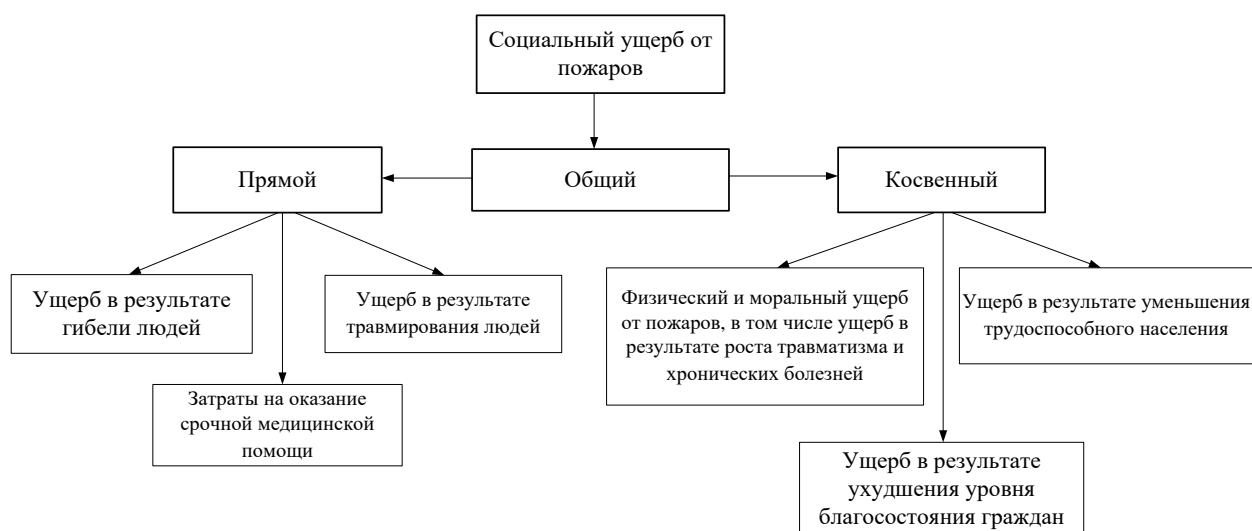 Социальный ущерб от
пожаров
Прямой
Общий
Косвенный
Ущерб в результате
гибели людей
Ущерб в результате
травмирования людей
Физический и моральный ущерб
от пожаров, в том числе ущерб в
результате роста травматизма и
хронических болезней
Ущерб в результате уменьшения
трудоспособного населения
Затраты на оказание
срочной медицинской
помощи
Ущерб в результате
ухудшения уровня
благосостояния граждан